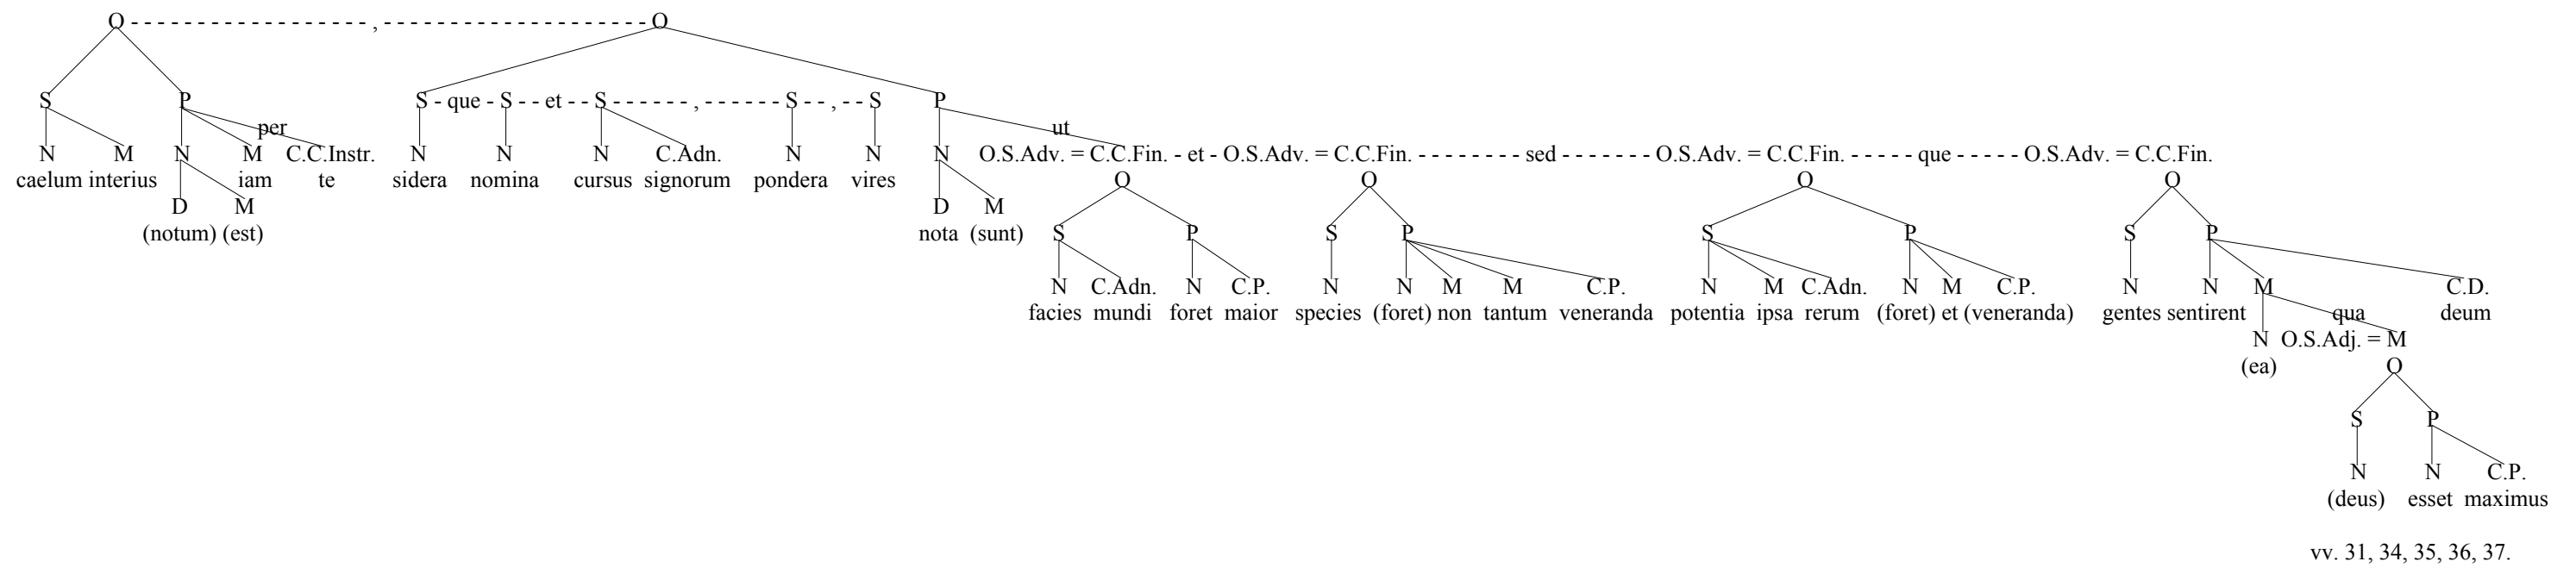 O - - - - - - - - - - - - - - - - - - - - , - - - - - - - - - - - - - - - - - - - - - - O
S P S - que - S - - et - - S - - - - - - , - - - - - - S - - , - - S P
per ut
N M N M C.C.Instr. N N N C.Adn. N N N O.S.Adv. = C.C.Fin. - et - O.S.Adv. = C.C.Fin. - - - - - - - - sed - - - - - - - O.S.Adv. = C.C.Fin. - - - - - que - - - - - O.S.Adv. = C.C.Fin.
caelum interius iam te sidera nomina cursus signorum pondera vires O O O O
D M D M
(notum) (est) nota (sunt) S P S P S P S P
N C.Adn. N C.P. N N M M C.P. N M C.Adn. N M C.P. N N M C.D.
facies mundi foret maior species (foret) non tantum veneranda potentia ipsa rerum (foret) et (veneranda) gentes sentirent qua deum
N O.S.Adj. = M
(ea) O
S P
N N C.P.
(deus) esset maximus
vv. 31, 34, 35, 36, 37.